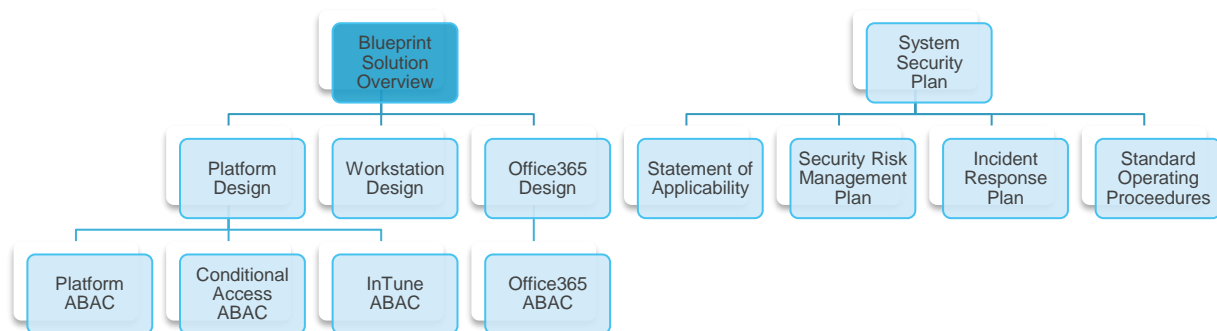 Blueprint
Solution
Overview
System
Security
Plan
Platform
Design
Workstation
Design
Office365
Design
Statement of
Applicability
Security Risk
Management
Plan
Incident
Response
Plan
Standard
Operating
Proceedures
Platform
ABAC
Conditional
Access
ABAC
InTune
ABAC
Office365
ABAC